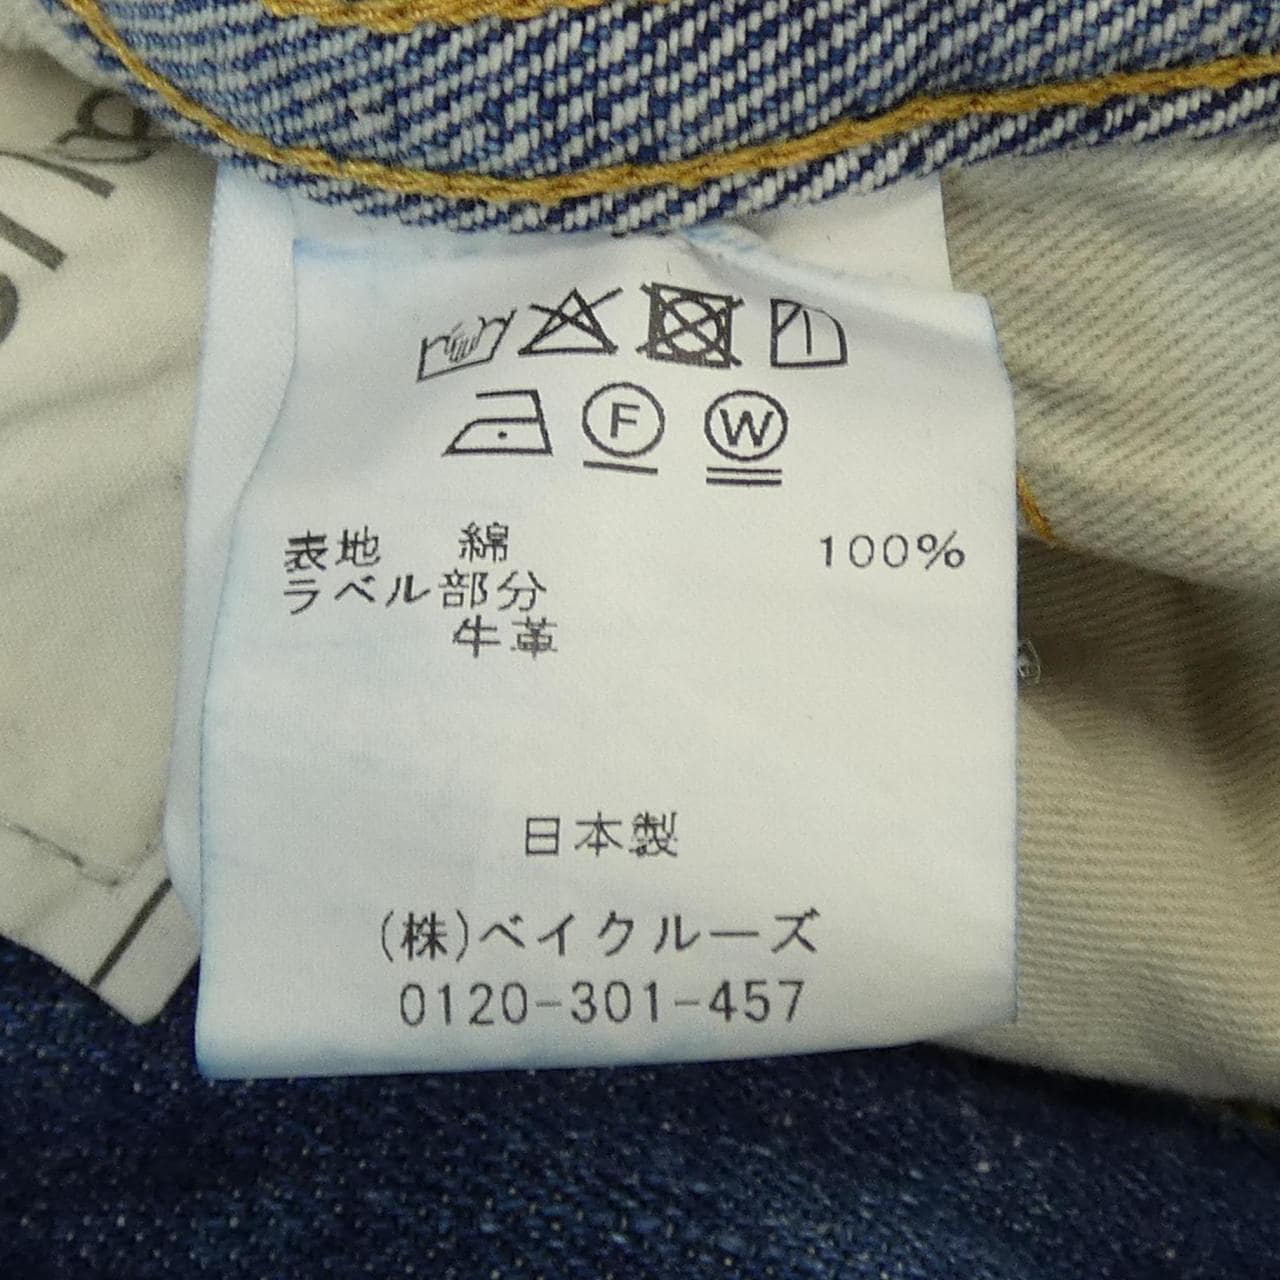 F W
表地 綿 100%
ラベル部分
牛革
日本製
(株)ベイクルーズ
0120-301-457